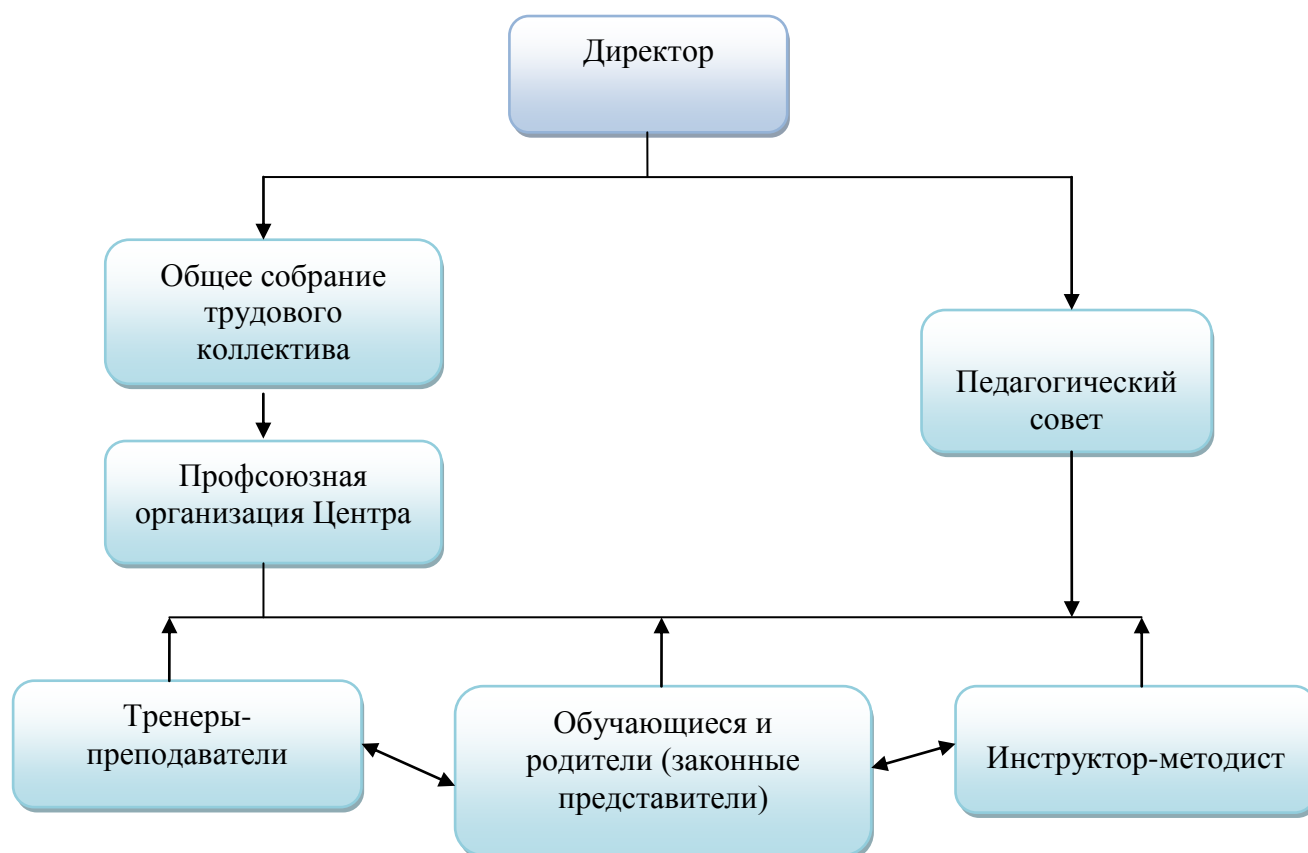 Директор
Общее собрание
трудового
коллектива
Педагогический
совет
Профсоюзная
организация Центра
Тренеры-
преподаватели
Обучающиеся и
родители (законные
представители)
Инструктор-методист